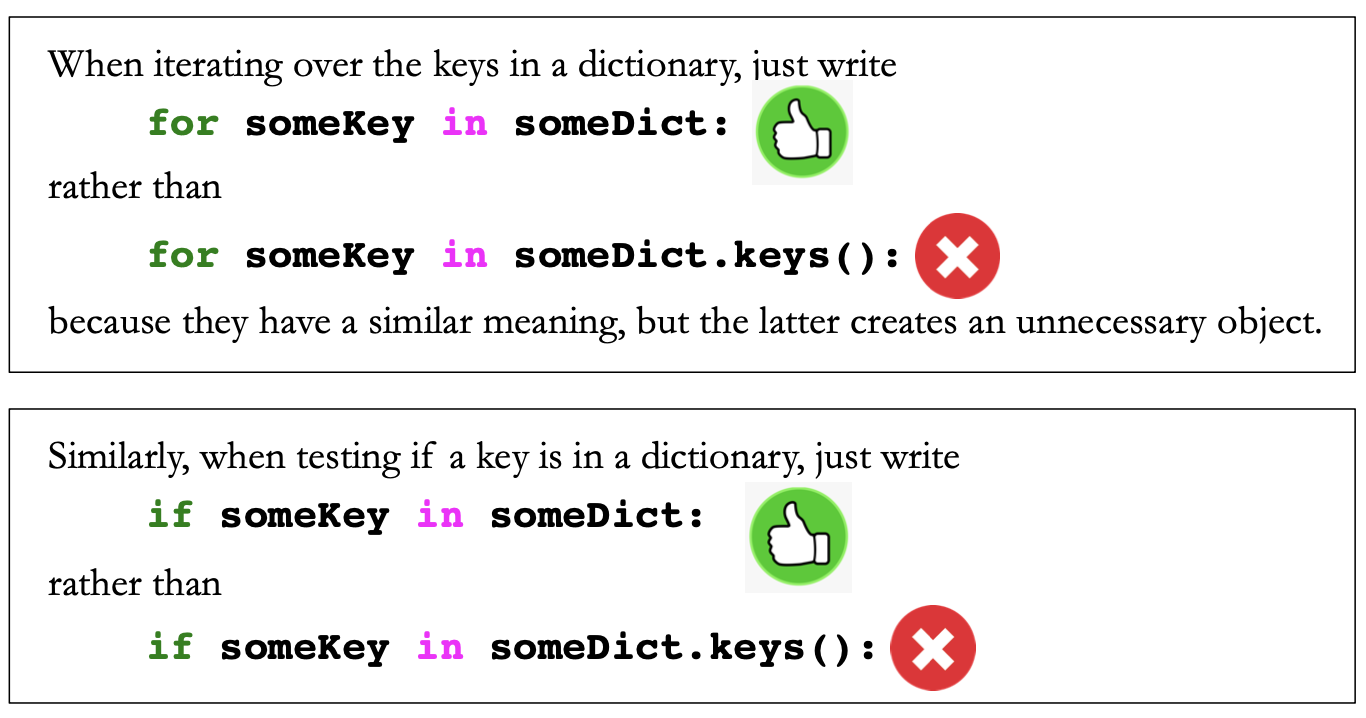 When iterating over the keys in a dictionary, just write
for someKey in someDict:
rather than
for someKey in someDict.keys():
because they have a similar meaning, but the latter creates an unnecessary object.
Similarly, when testing if a key is in a dictionary, just write
if someKey in someDict:
rather than
if someKey in someDict.keys():